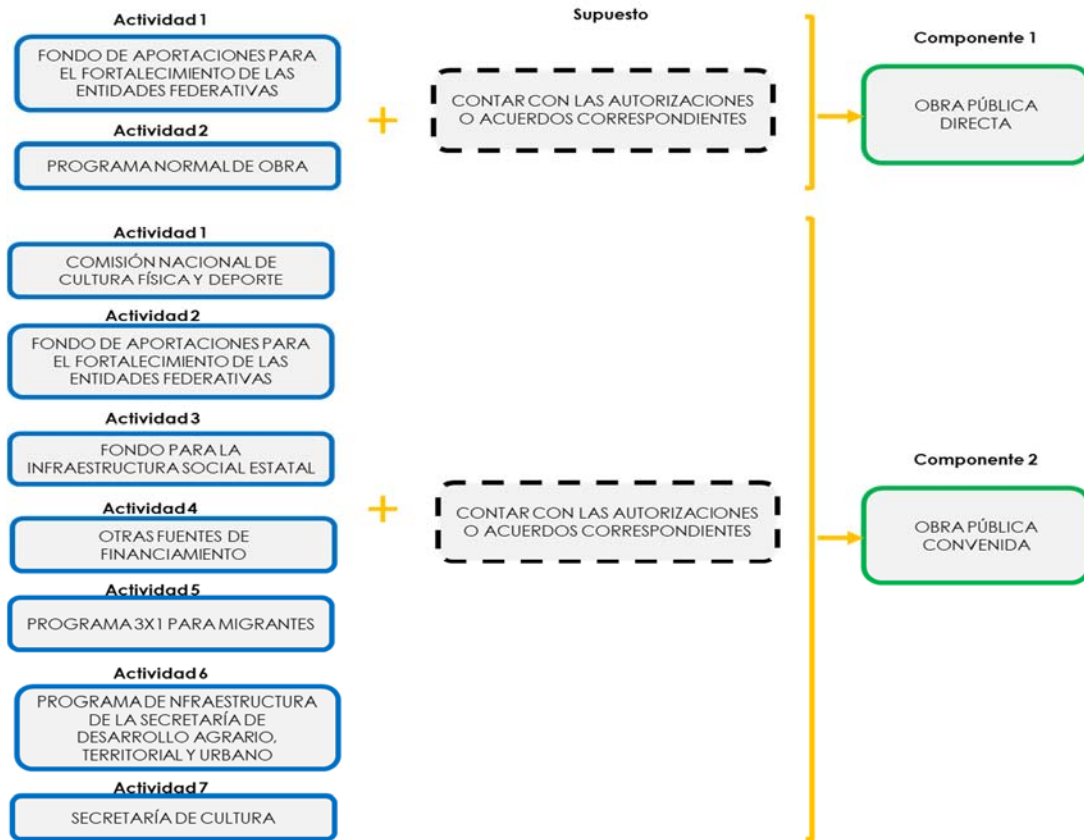 Actividad 1
FONDO DE APORTACIONES PARA
EL FORTALECIMIENTO DE LAS
ENTIDADES FEDERATIVAS
Actividad 2
PROGRAMA NORMAL DE OBRA
+
Supuesto
CONTAR CON LAS AUTORIZACIONES
O ACUERDOS CORRESPONDIENTES
Componente 1
OBRA PÚBLICA
DIRECTA
Actividad 1
COMISIÓN NACIONAL DE
CULTURA FÍSICA Y DEPORTE
Actividad 2
FONDO DE APORTACIONES PARA
EL FORTALECIMIENTO DE LAS
ENTIDADES FEDERATIVAS
Actividad 3
FONDO PARA LA
INFRAESTRUCTURA SOCIAL ESTATAL
Actividad 4
OTRAS FUENTES DE
FINANCIAMIENTO
Actividad 5
PROGRAMA 3X1 PARA MIGRANTES
Actividad 6
PROGRAMA DE NFRAESTRUCTURA
DE LA SECRETARÍA DE
DESARROLLO AGRARIO,
TERRITORIAL Y URBANO
Actividad 7
SECRETARÍA DE CULTURA
+
CONTAR CON LAS AUTORIZACIONES
O ACUERDOS CORRESPONDIENTES
Componente 2
OBRA PÚBLICA
CONVENIDA